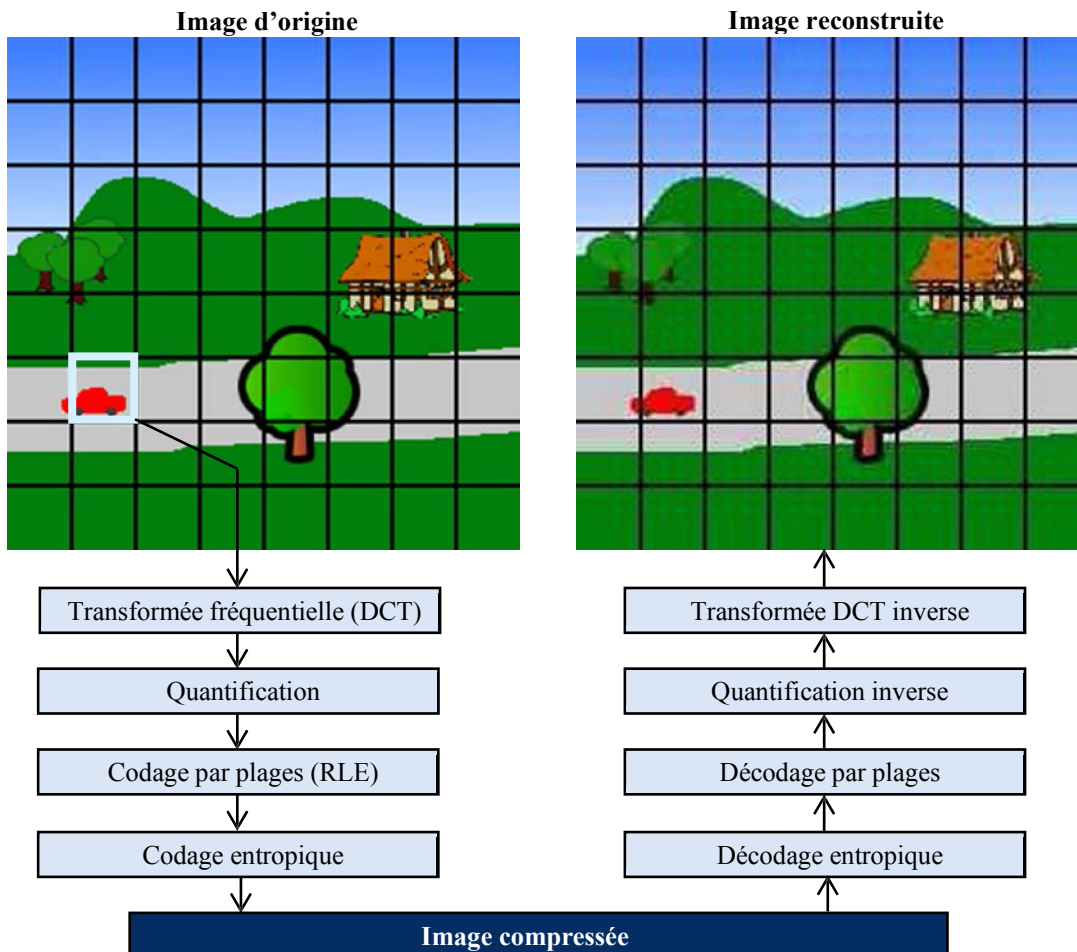 Image d’origine
Image reconstruite
Transformée fréquentielle (DCT)
Quantification
Codage par plages (RLE)
Codage entropique
Transformée DCT inverse
Quantification inverse
Décodage par plages
Décodage entropique
Image compressée